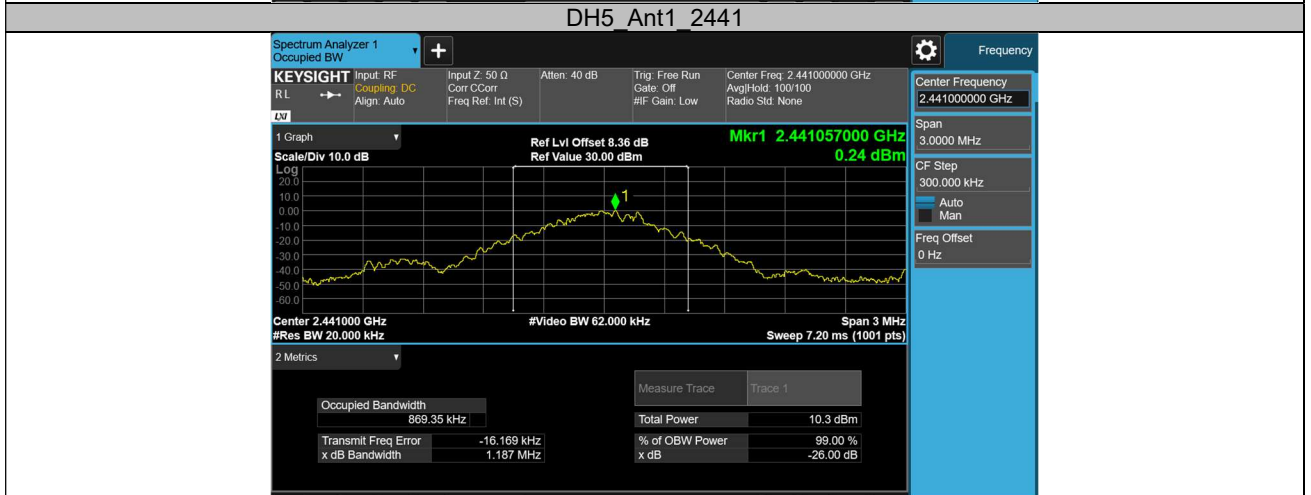 DH5_Ant1_2441
Spectrum Analyzer 1
Occupied BW
+
Frequency
KEYSIGHT
RL
LXI
Input: RF
Coupling: DC
Align: Auto
Input Z: 50 Ω
Corr CCorr
Freq Ref: Int (S)
Atten: 40 dB
Trig: Free Run
Gate: Off
#IF Gain: Low
Center Freq: 2.441000000 GHz
Avg|Hold: 100/100
Radio Std: None
Center Frequency
2.441000000 GHz
Span
3.0000 MHz
CF Step
300.000 kHz
Auto
Man
Freq Offset
0 Hz
1 Graph
Scale/Div 10.0 dB
Ref Lvl Offset 8.36 dB
Ref Value 30.00 dBm
Mkr1 2.441057000 GHz
0.24 dBm
Log
20.0
10.0
0.00
-10.0
-20.0
-30.0
-40.0
-50.0
-60.0
1
Center 2.441000 GHz
#Res BW 20.000 kHz
#Video BW 62.000 kHz
Span 3 MHz
Sweep 7.20 ms (1001 pts)
2 Metrics
Measure Trace Trace 1
Occupied Bandwidth
869.35 kHz
Total Power 10.3 dBm
Transmit Freq Error -16.169 kHz
% of OBW Power 99.00 %
x dB Bandwidth 1.187 MHz
x dB -26.00 dB